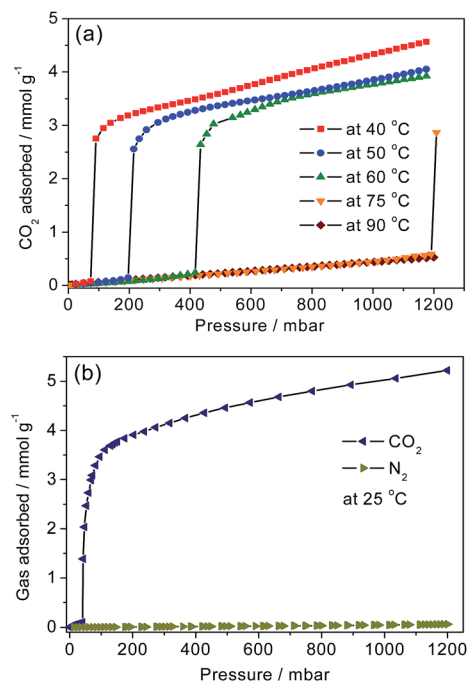 (a)
CO₂ adsorbed / mmol g⁻¹
5
4
3
2
1
0
at 40 °C
at 50 °C
at 60 °C
at 75 °C
at 90 °C
0 200 400 600 800 1000 1200
Pressure / mbar
(b)
Gas adsorbed / mmol g⁻¹
5
4
3
2
1
0
CO₂
N₂
at 25 °C
0 200 400 600 800 1000 1200
Pressure / mbar